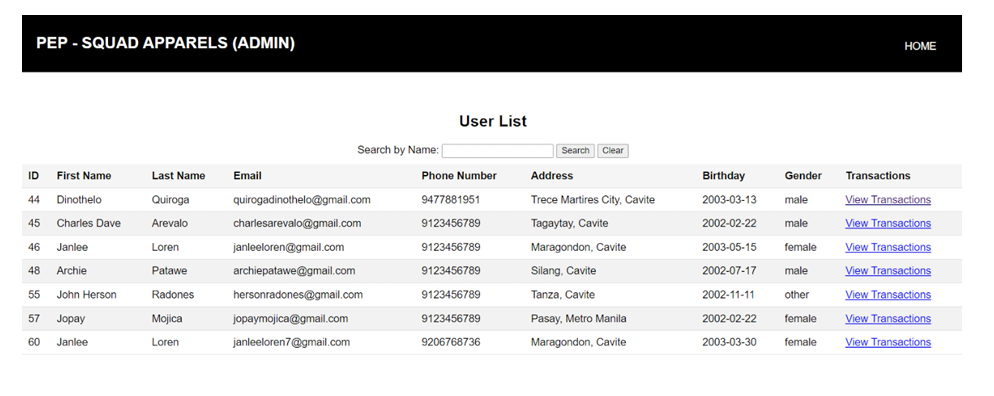 PEP - SQUAD APPARELS (ADMIN) HOME
User List
Search by Name: Search Clear
ID First Name Last Name Email Phone Number Address Birthday Gender Transactions
44 Dinothelo Quiroga quirogadinothelo@gmail.com 9477881951 Trece Martires City, Cavite 2003-03-13 male View Transactions
45 Charles Dave Arevalo charlesarevalo@gmail.com 9123456789 Tagaytay, Cavite 2002-02-22 male View Transactions
46 Janlee Loren janleeloren@gmail.com 9123456789 Maragondon, Cavite 2003-05-15 female View Transactions
48 Archie Patawe archiepatawe@gmail.com 9123456789 Silang, Cavite 2002-07-17 male View Transactions
55 John Herson Radones hersonradones@gmail.com 9123456789 Tanza, Cavite 2002-11-11 other View Transactions
57 Jopay Mojica jopaymojica@gmail.com 9123456789 Pasay, Metro Manila 2002-02-22 female View Transactions
60 Janlee Loren janleeloren7@gmail.com 9206768736 Maragondon, Cavite 2003-03-30 female View Transactions